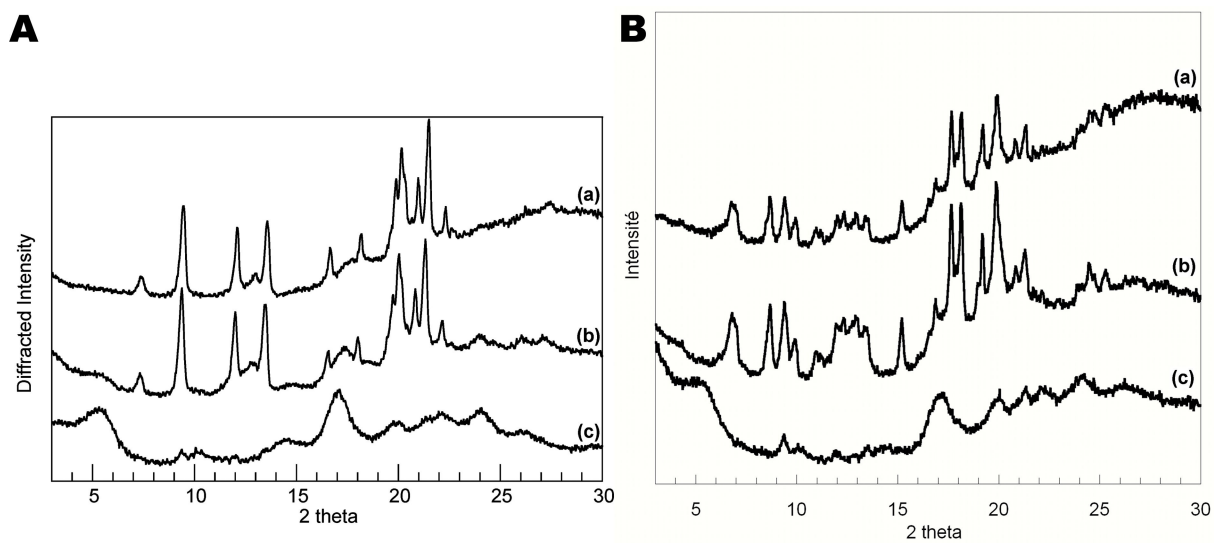 A
(a)
(b)
(c)
Diffracted Intensity
5 10 15 20 25 30
2 theta
B
(a)
(b)
(c)
Intensité
5 10 15 20 25 30
2 theta